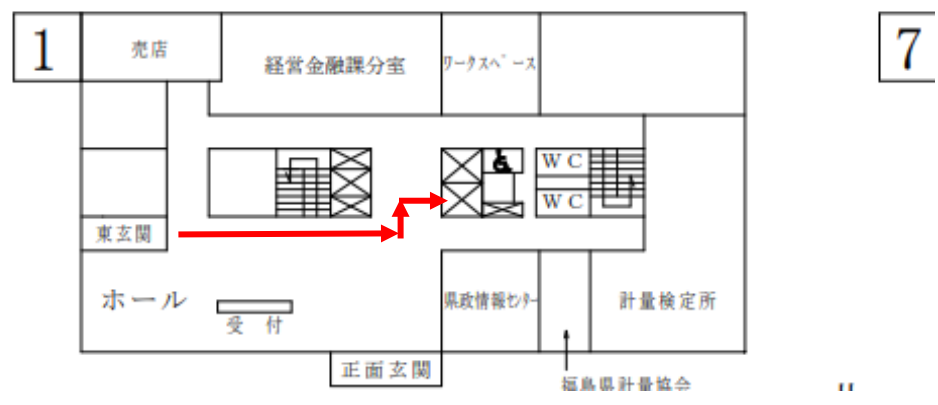 1
7
売店
経営金融課分室
ワークスペース
WC
WC
東玄関
ホール
受 付
県政情報センター
計量検定所
正面玄関
福島県計量協会